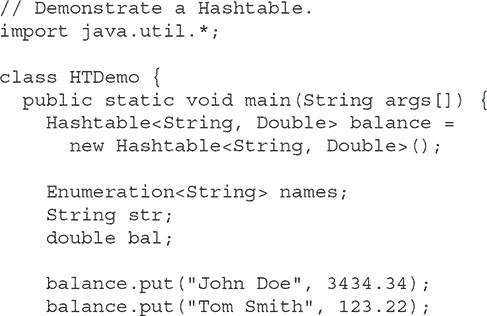 // Demonstrate a Hashtable.
import java.util.*;

class HTDemo {
  public static void main(String args[]) {
    Hashtable<String, Double> balance =
      new Hashtable<String, Double>();

    Enumeration<String> names;
    String str;
    double bal;

    balance.put("John Doe", 3434.34);
    balance.put("Tom Smith", 123.22);